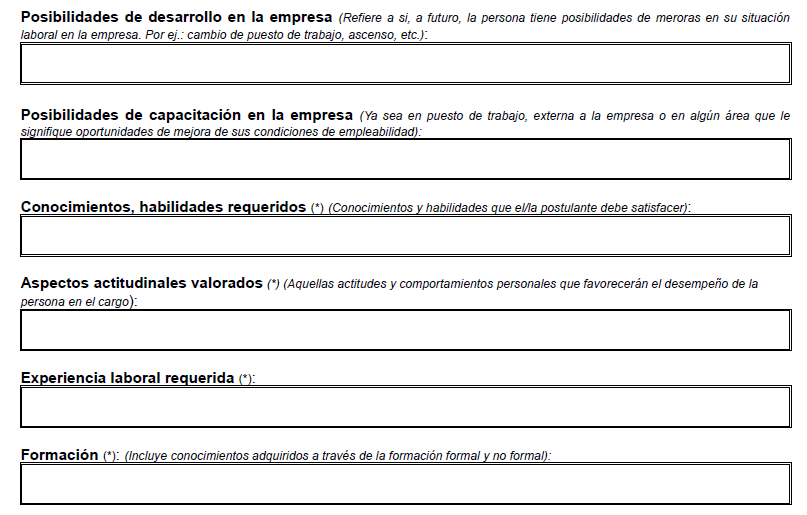 Posibilidades de desarrollo en la empresa (Refiere a si, a futuro, la persona tiene posibilidades de meroras en su situación
laboral en la empresa. Por ej.: cambio de puesto de trabajo, ascenso, etc.):
Posibilidades de capacitación en la empresa (Ya sea en puesto de trabajo, externa a la empresa o en algún área que le
signifique oportunidades de mejora de sus condiciones de empleabilidad):
Conocimientos, habilidades requeridos (*) (Conocimientos y habilidades que el/la postulante debe satisfacer):
Aspectos actitudinales valorados (*) (Aquellas actitudes y comportamientos personales que favorecerán el desempeño de la
persona en el cargo):
Experiencia laboral requerida (*):
Formación (*): (Incluye conocimientos adquiridos a través de la formación formal y no formal):